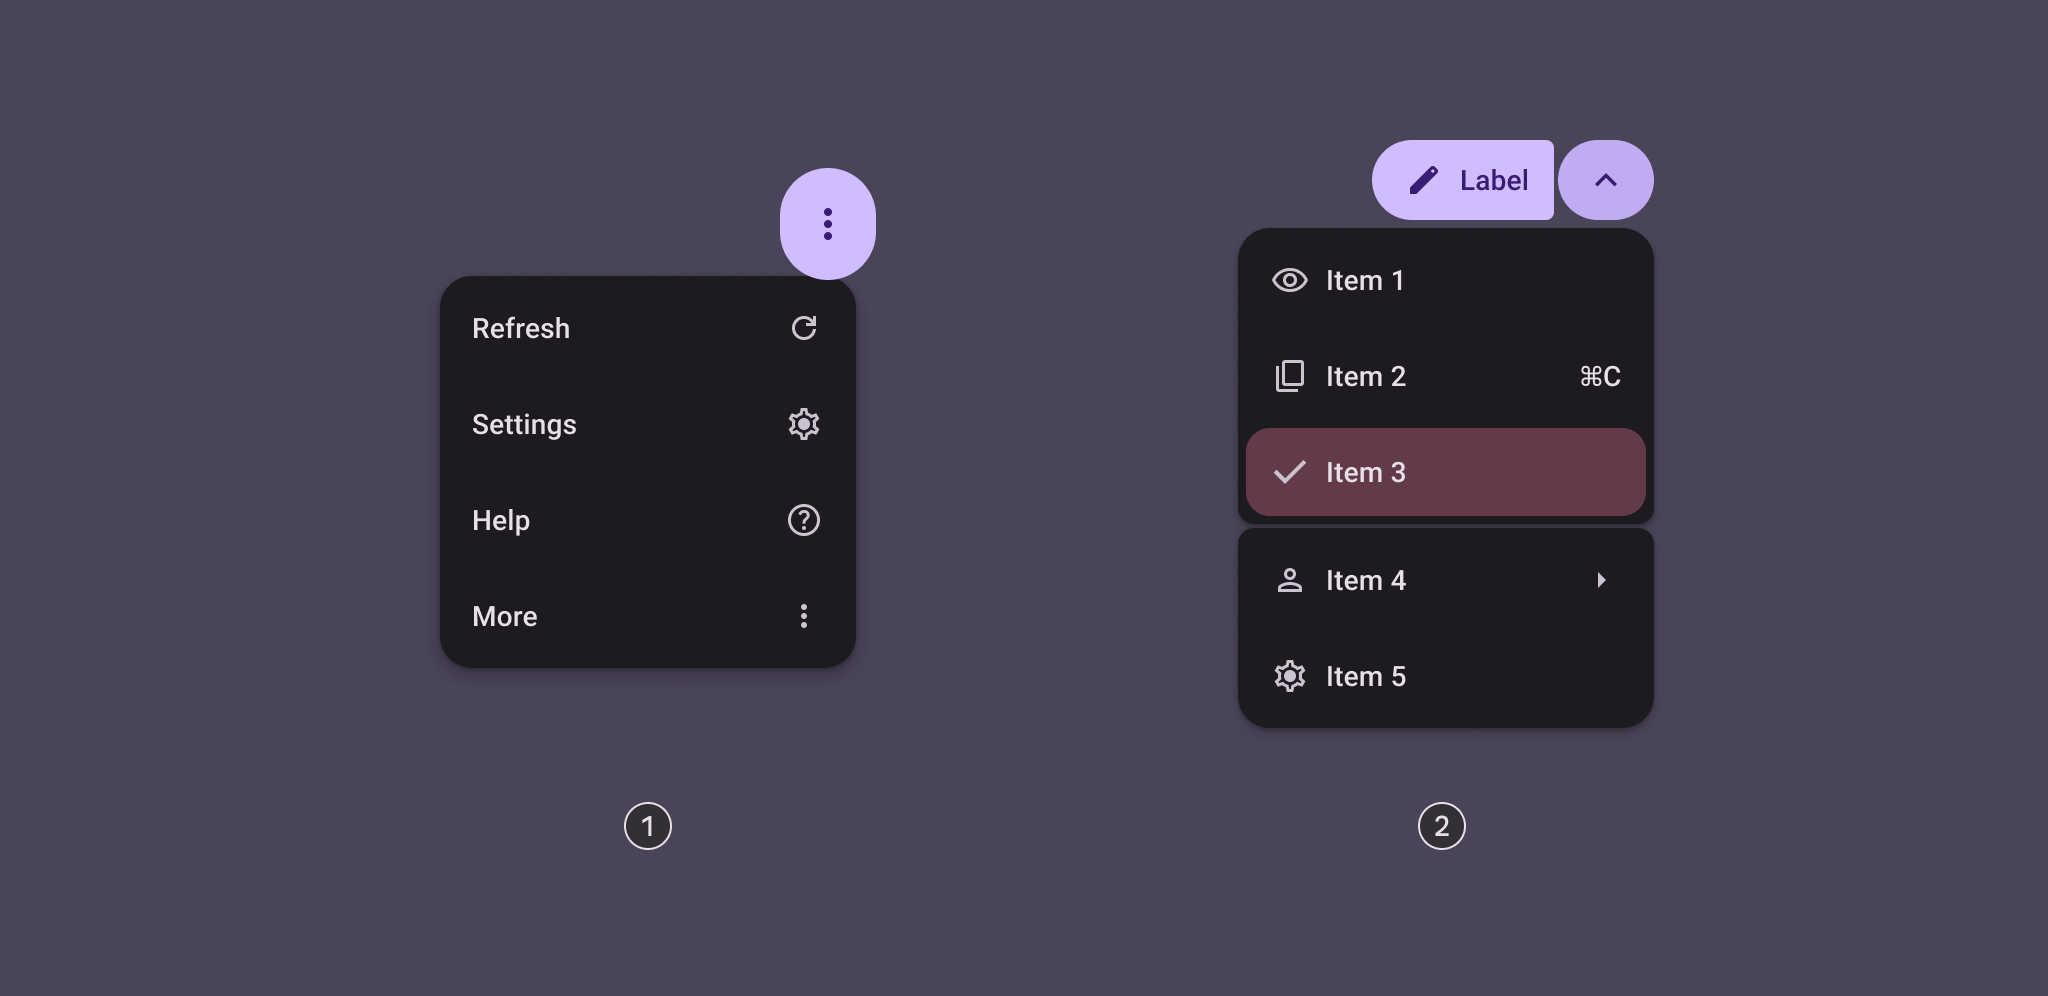 Refresh
Settings
Help
More
1
Label
Item 1
Item 2 ⌘C
Item 3
Item 4
Item 5
2